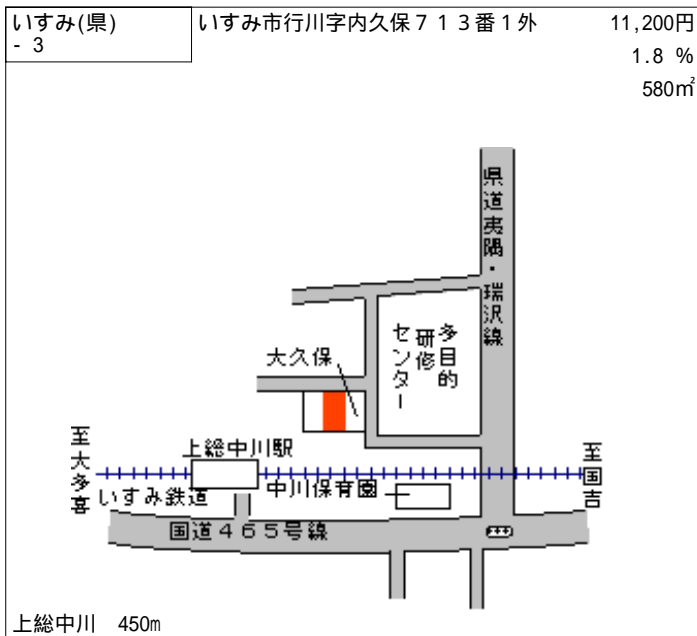 いすみ(県)
- 3
いすみ市行川字内久保７１３番１外
11,200円
1.8 %
580㎡
県道夷隅・瑞沢線
多目的
研修
センター
大久保
上総中川駅
至大多喜
至国吉
いすみ鉄道
中川保育園
国道４６５号線
上総中川 450m